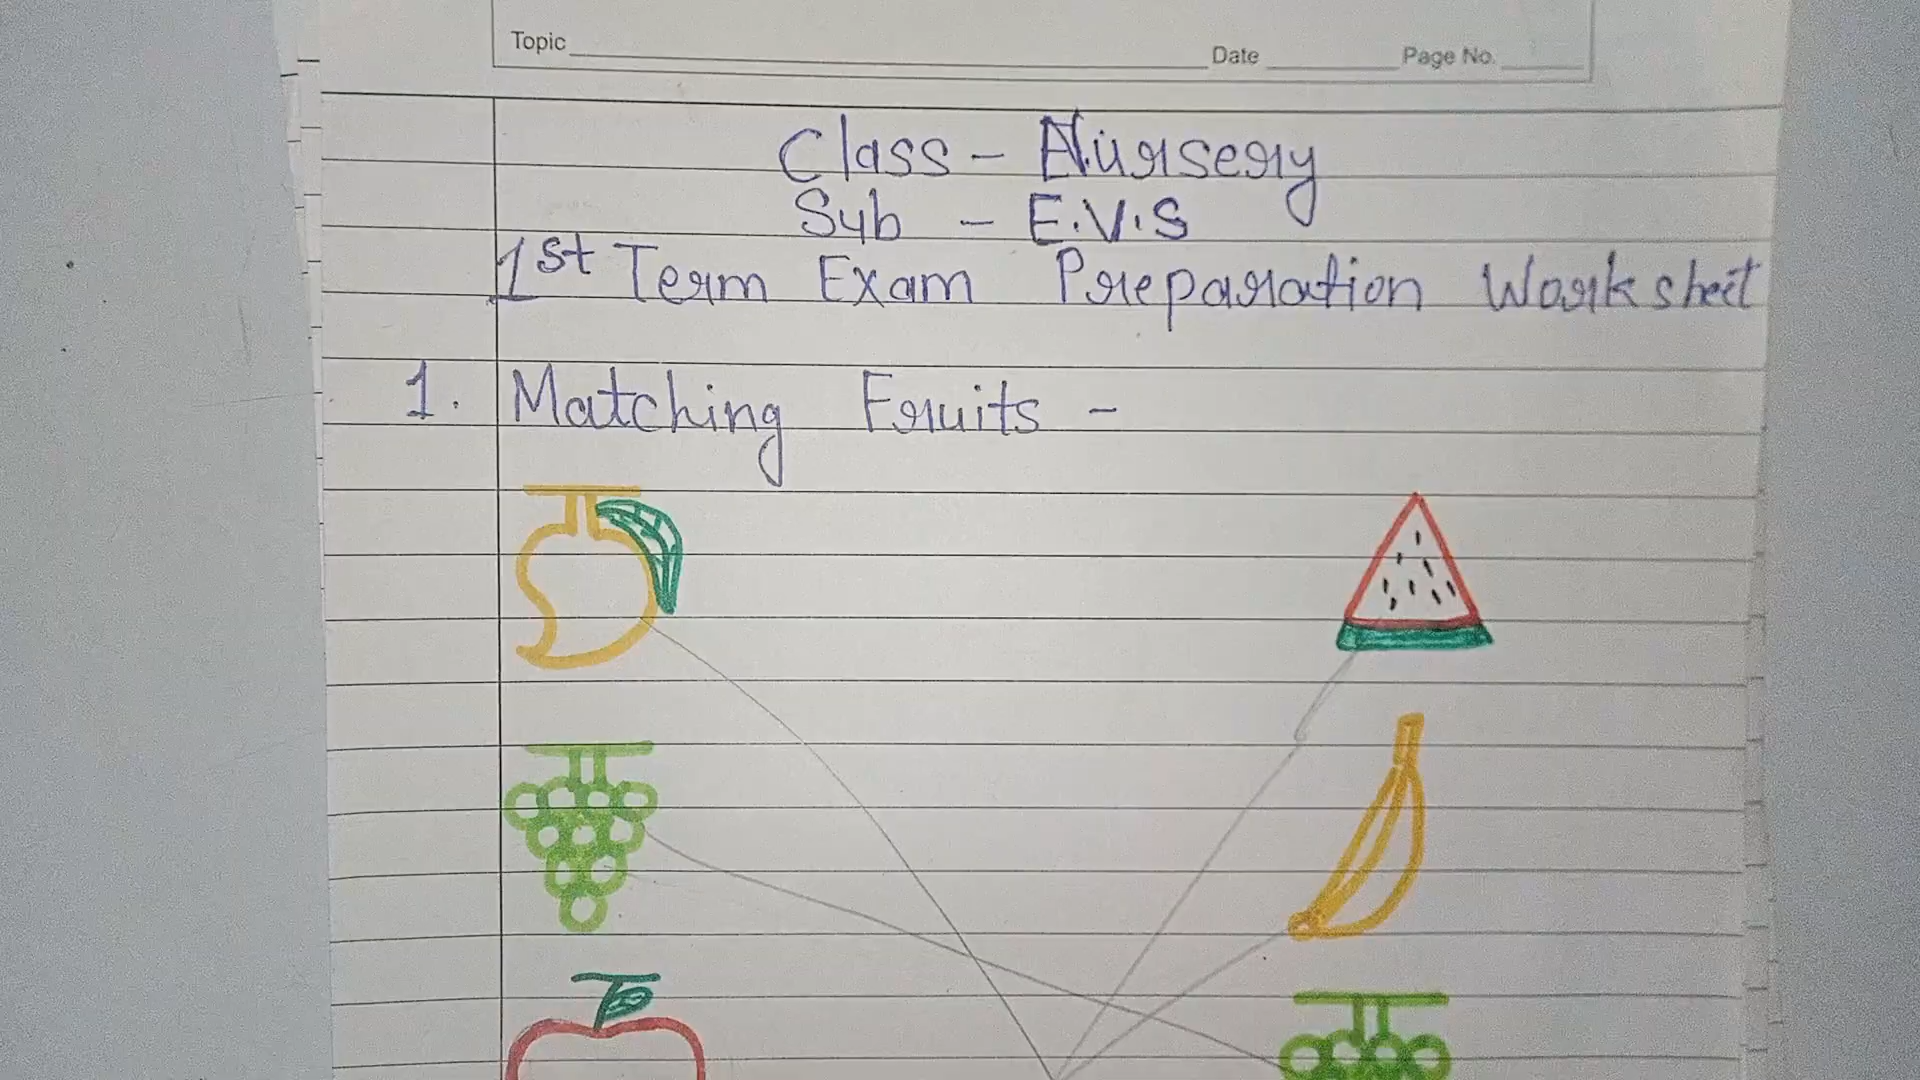 Topic Date Page No.
Class - Nursery
Sub - E.V.S
1st Term Exam Preparation Worksheet
1. Matching Fruits -